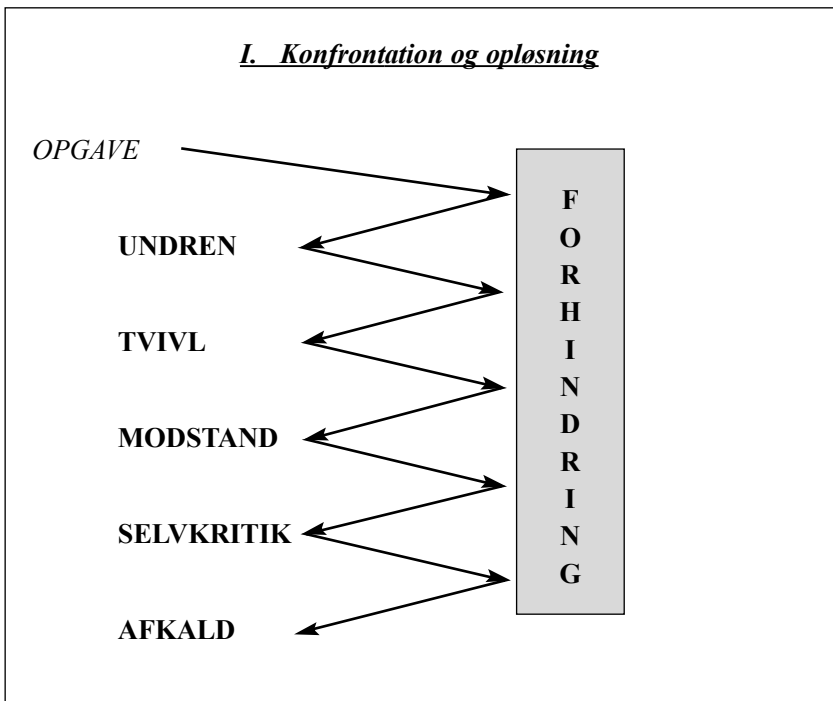 I. Konfrontation og opløsning
OPGAVE
UNDREN
TVIVL
MODSTAND
SELVKRITIK
AFKALD
F
O
R
H
I
N
D
R
I
N
G